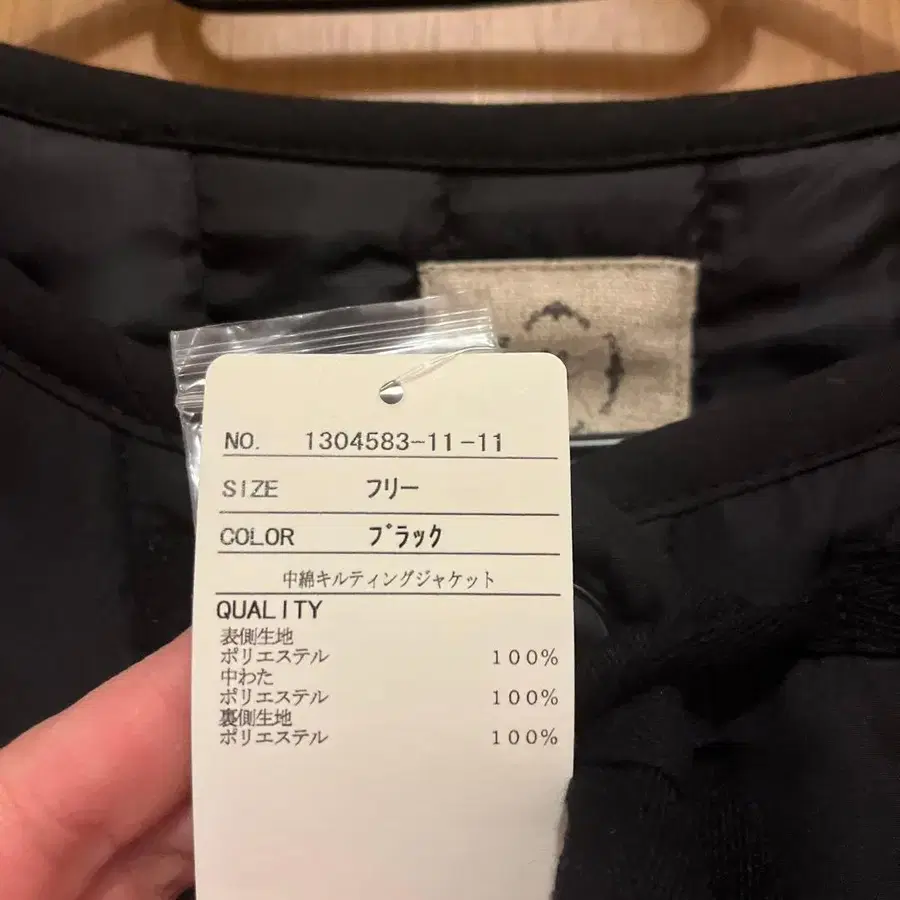 NO. 1304583-11-11
SIZE フリー
COLOR ブラック
中綿キルティングジャケット
QUALITY
表側生地
ポリエステル 100%
中わた
ポリエステル 100%
裏側生地
ポリエステル 100%